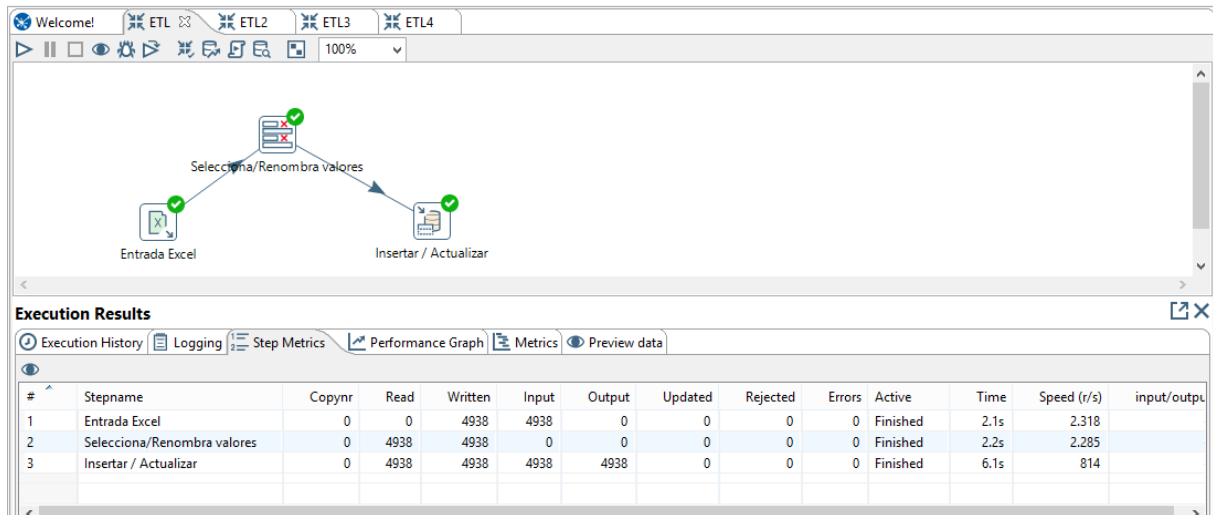 Welcome! ETL ETL2 ETL3 ETL4
100%
Selecciona/Renombra valores
Entrada Excel
Insertar / Actualizar
Execution Results
Execution History Logging Step Metrics Performance Graph Metrics Preview data
# Stepname Copynr Read Written Input Output Updated Rejected Errors Active Time Speed (r/s) input/outpu
1 Entrada Excel 0 0 4938 4938 0 0 0 0 Finished 2.1s 2.318
2 Selecciona/Renombra valores 0 4938 4938 0 0 0 0 0 Finished 2.2s 2.285
3 Insertar / Actualizar 0 4938 4938 4938 4938 0 0 0 Finished 6.1s 814